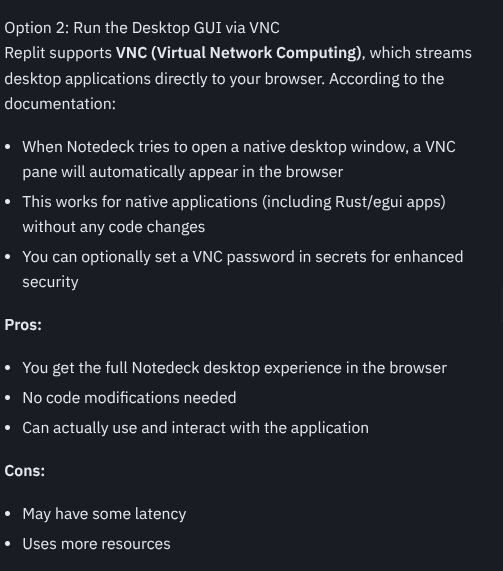 Option 2: Run the Desktop GUI via VNC
Replit supports VNC (Virtual Network Computing), which streams
desktop applications directly to your browser. According to the
documentation:
• When Notedeck tries to open a native desktop window, a VNC
pane will automatically appear in the browser
• This works for native applications (including Rust/egui apps)
without any code changes
• You can optionally set a VNC password in secrets for enhanced
security
Pros:
• You get the full Notedeck desktop experience in the browser
• No code modifications needed
• Can actually use and interact with the application
Cons:
• May have some latency
• Uses more resources